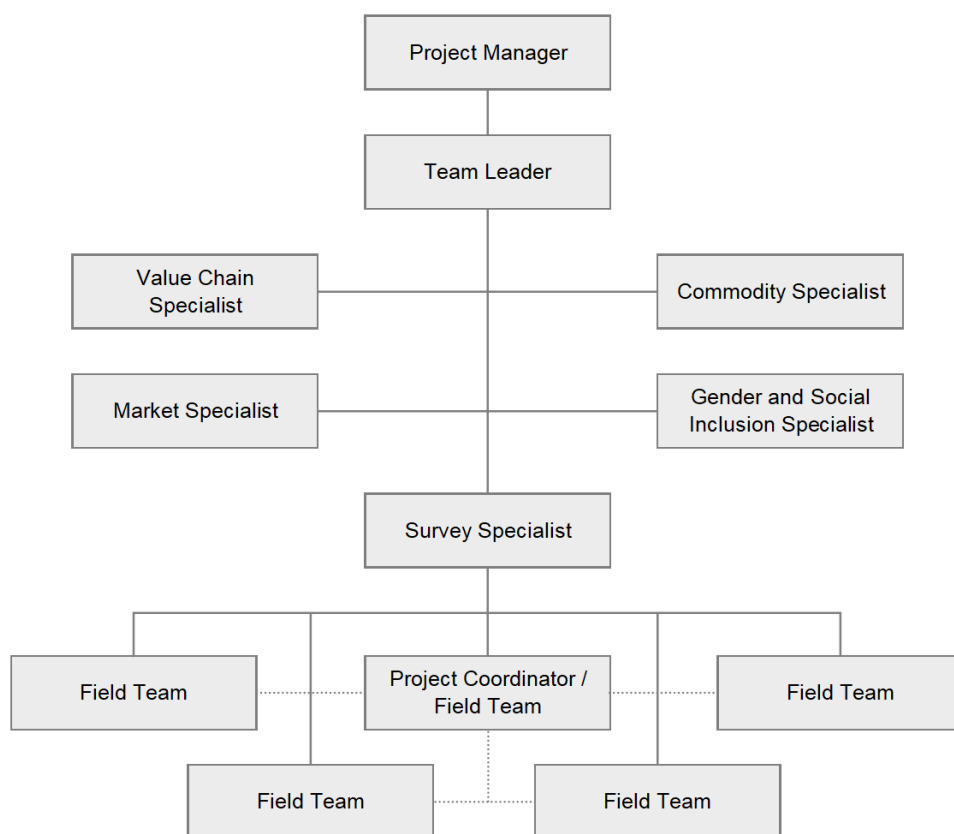 Project Manager
Team Leader
Value Chain
Specialist
Commodity Specialist
Market Specialist
Gender and Social
Inclusion Specialist
Survey Specialist
Field Team
Project Coordinator /
Field Team
Field Team
Field Team
Field Team